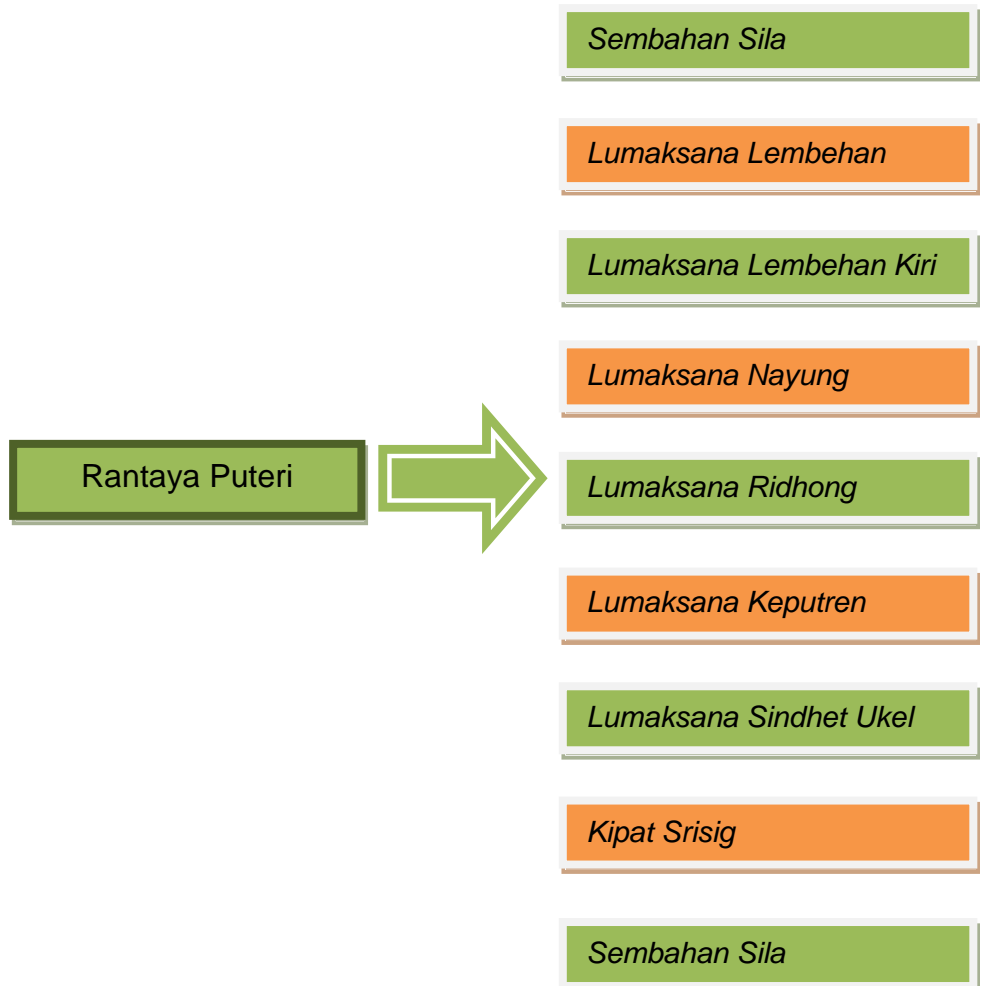 Sembahan Sila
Lumaksana Lembehan
Lumaksana Lembehan Kiri
Lumaksana Nayung
Rantaya Puteri
Lumaksana Ridhong
Lumaksana Keputren
Lumaksana Sindhet Ukel
Kipat Srisig
Sembahan Sila